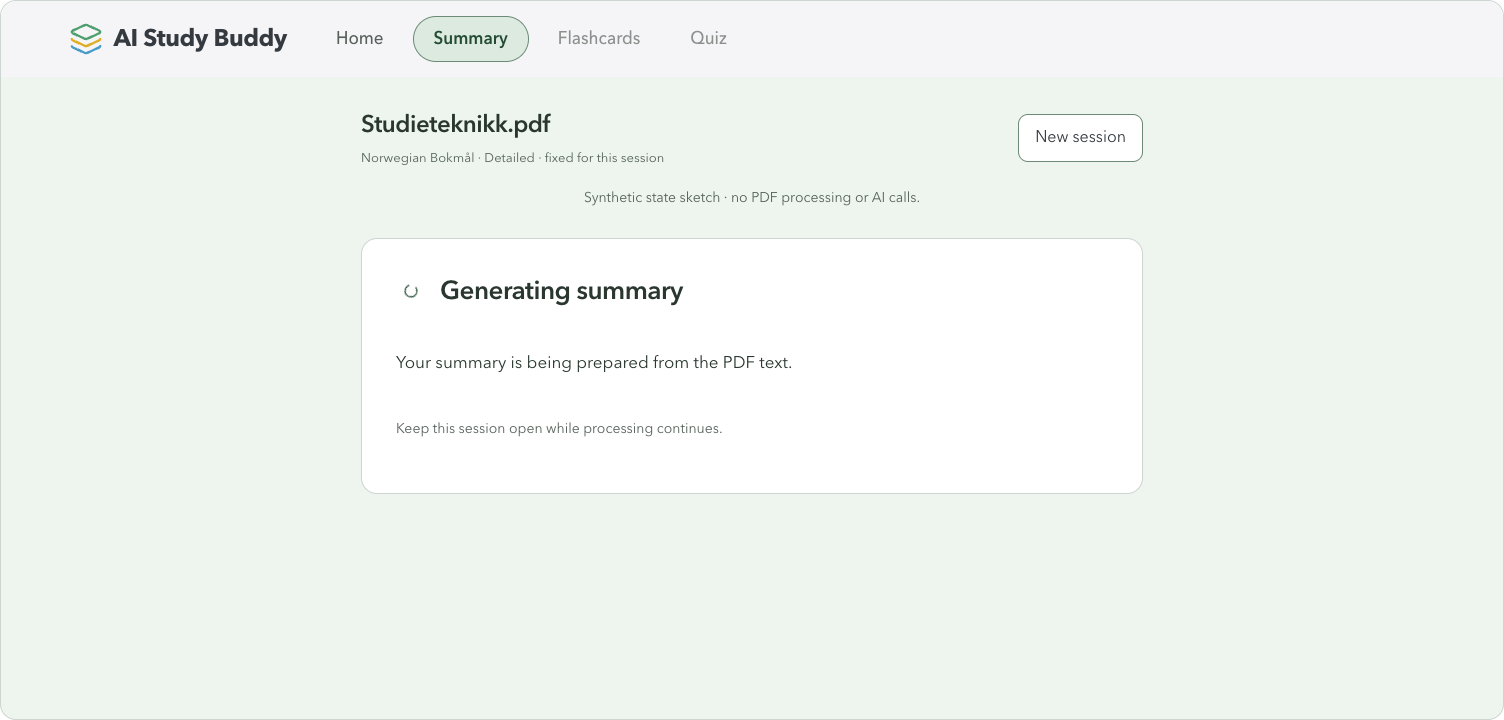 AI Study Buddy Home Summary Flashcards Quiz
Studieteknikk.pdf
New session
Norwegian Bokmål · Detailed · fixed for this session
Synthetic state sketch · no PDF processing or AI calls.
Generating summary
Your summary is being prepared from the PDF text.
Keep this session open while processing continues.